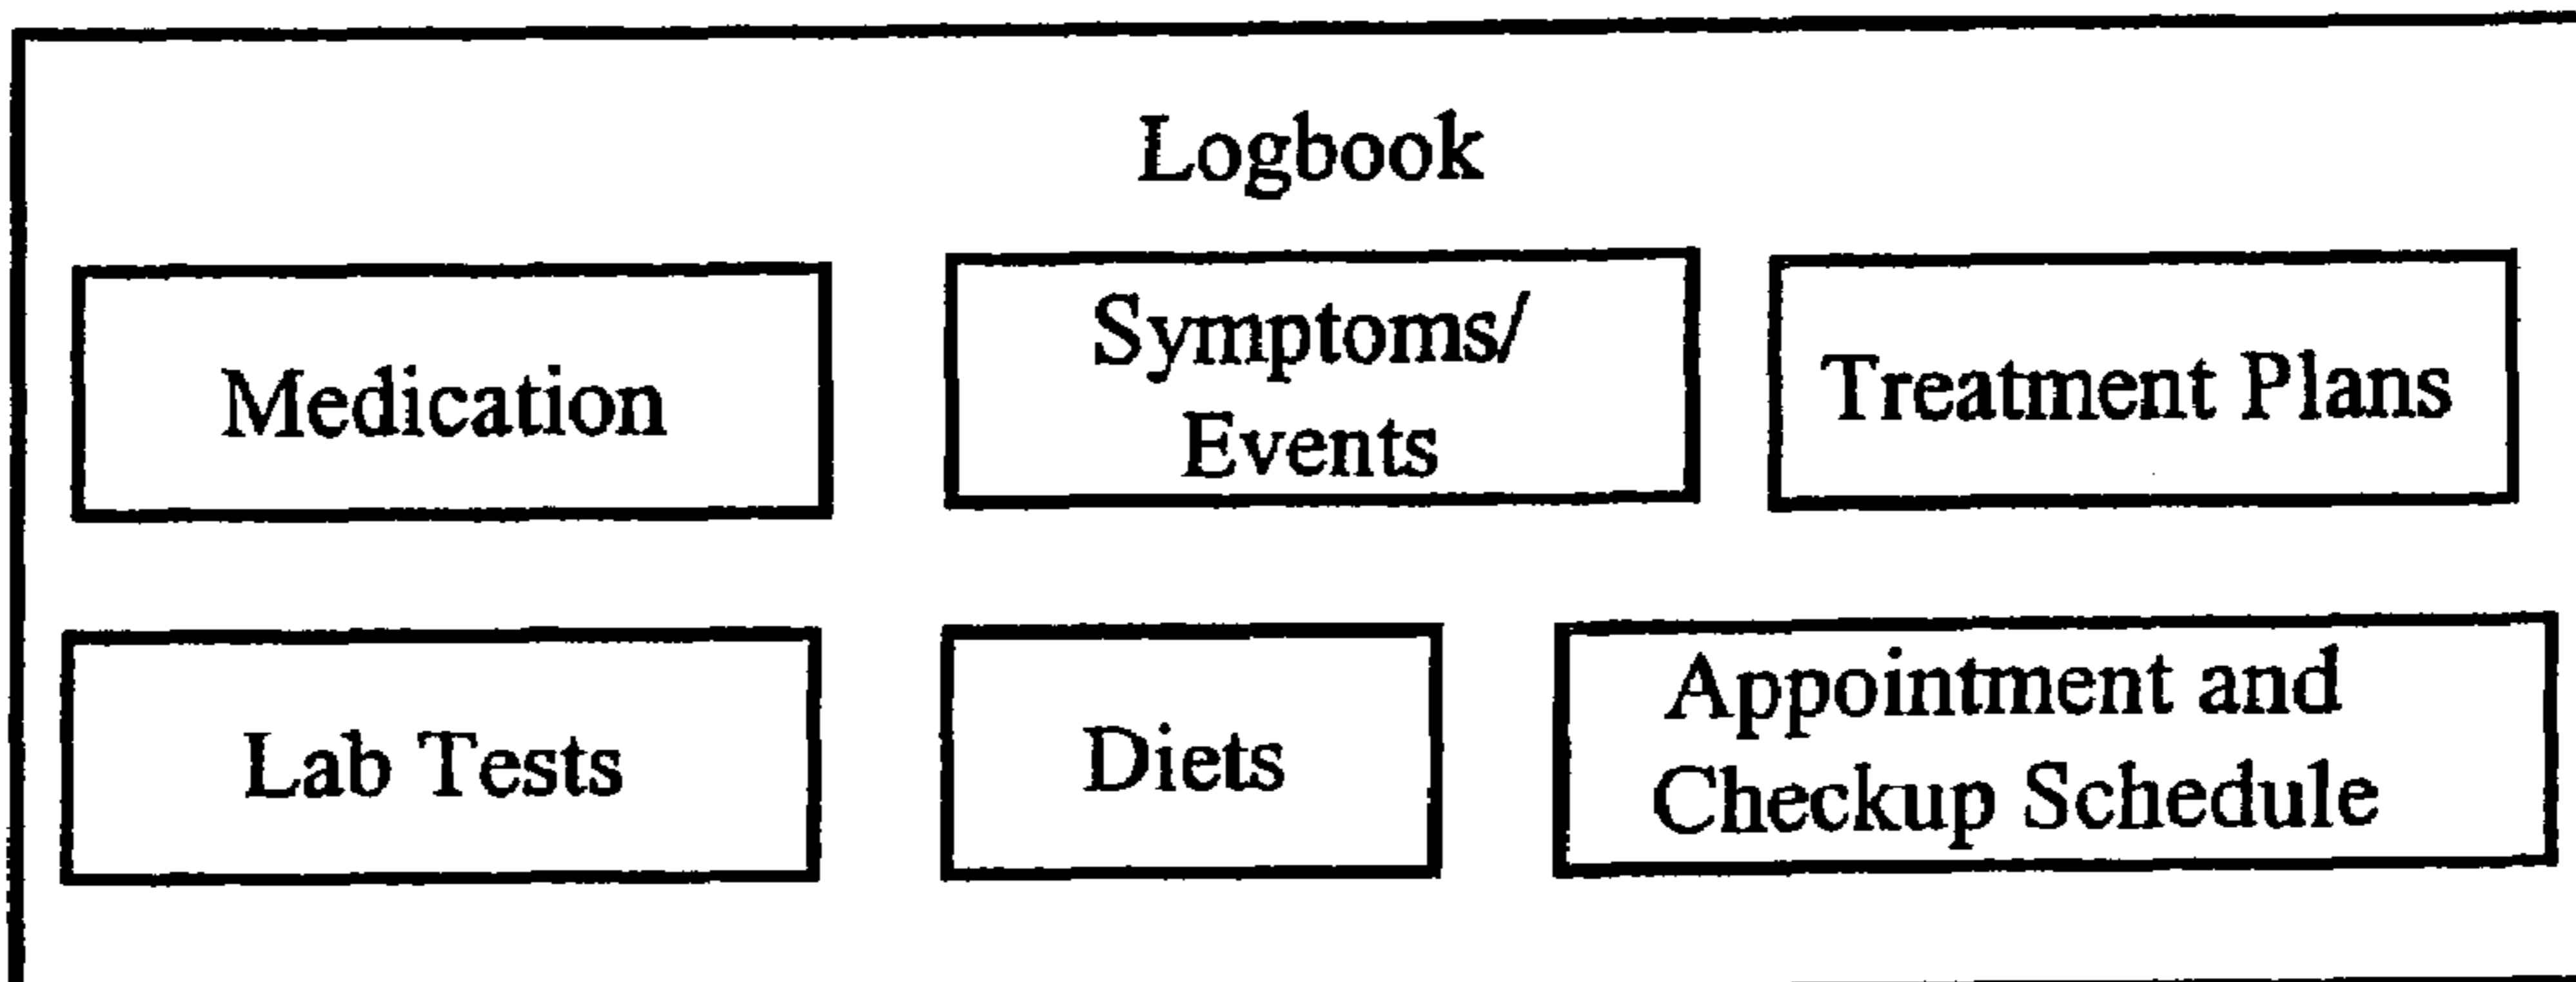 Logbook
Medication
Symptoms/
Events
Treatment Plans
Lab Tests
Diets
Appointment and
Checkup Schedule